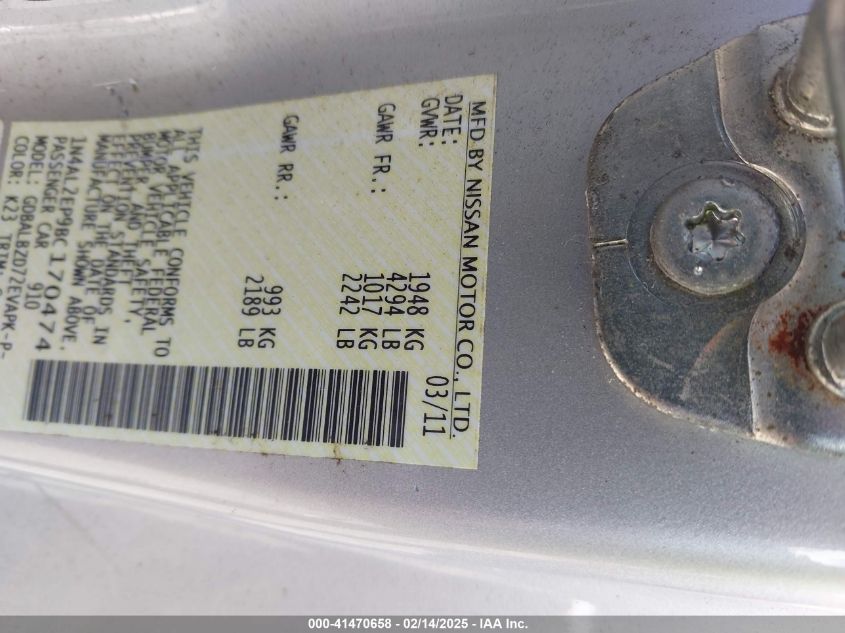 MFD BY NISSAN MOTOR CO., LTD.
DATE: 03/11
GVWR: 1948 KG
4294 LB
GAWR FR.: 1017 KG
2242 LB
GAWR RR.: 993 KG
2189 LB
THIS VEHICLE CONFORMS TO
ALL APPLICABLE FEDERAL
MOTOR VEHICLE SAFETY,
BUMPER, AND THEFT
PREVENTION STANDARDS IN
EFFECT ON THE DATE OF
MANUFACTURE SHOWN ABOVE.
1N4AL2EP9BC170474
PASSENGER CAR 910
MODEL: GDBALBZD72EVAPK-P-
COLOR: K23 TRIM:
000-41470658 - 02/14/2025 - IAA Inc.